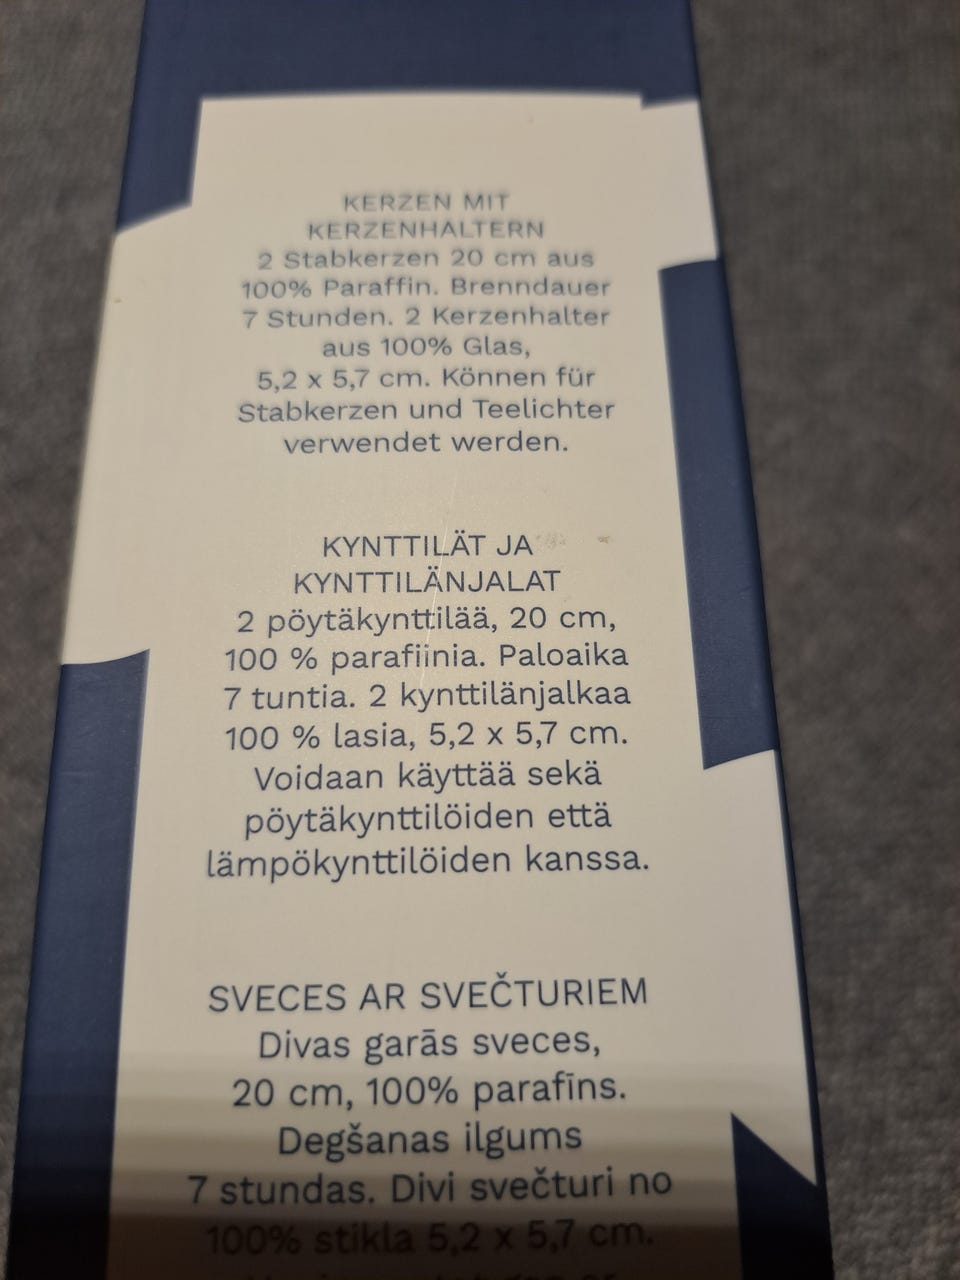 KERZEN MIT
KERZENHALTERN
2 Stabkerzen 20 cm aus
100% Paraffin. Brenndauer
7 Stunden. 2 Kerzenhalter
aus 100% Glas,
5,2 x 5,7 cm. Können für
Stabkerzen und Teelichter
verwendet werden.
KYNTTILÄT JA
KYNTTILÄNJALAT
2 pöytäkynttilää, 20 cm,
100 % parafiinia. Paloaika
7 tuntia. 2 kynttilänjalkaa
100 % lasia, 5,2 x 5,7 cm.
Voidaan käyttää sekä
pöytäkynttilöiden että
lämpökynttilöiden kanssa.
SVECES AR SVEČTURIEM
Divas garās sveces,
20 cm, 100% parafīns.
Degšanas ilgums
7 stundas. Divi svečturi no
100% stikla 5,2 x 5,7 cm.